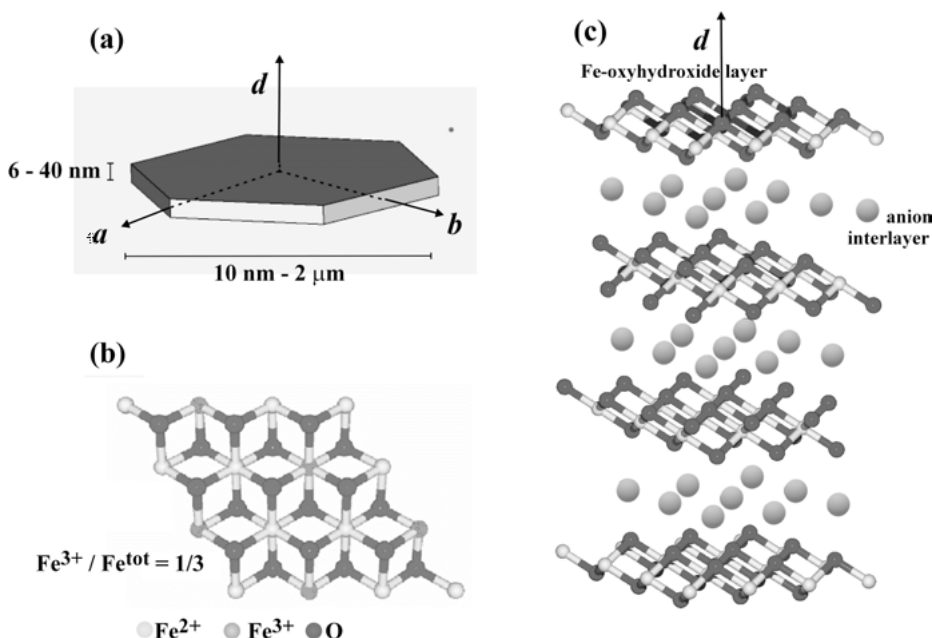 (a)
d
6 - 40 nm
a
b
10 nm - 2 μm
(b)
Fe3+ / Fetot = 1/3
Fe2+ Fe3+ O
(c)
d
Fe-oxyhydroxide layer
anion
interlayer